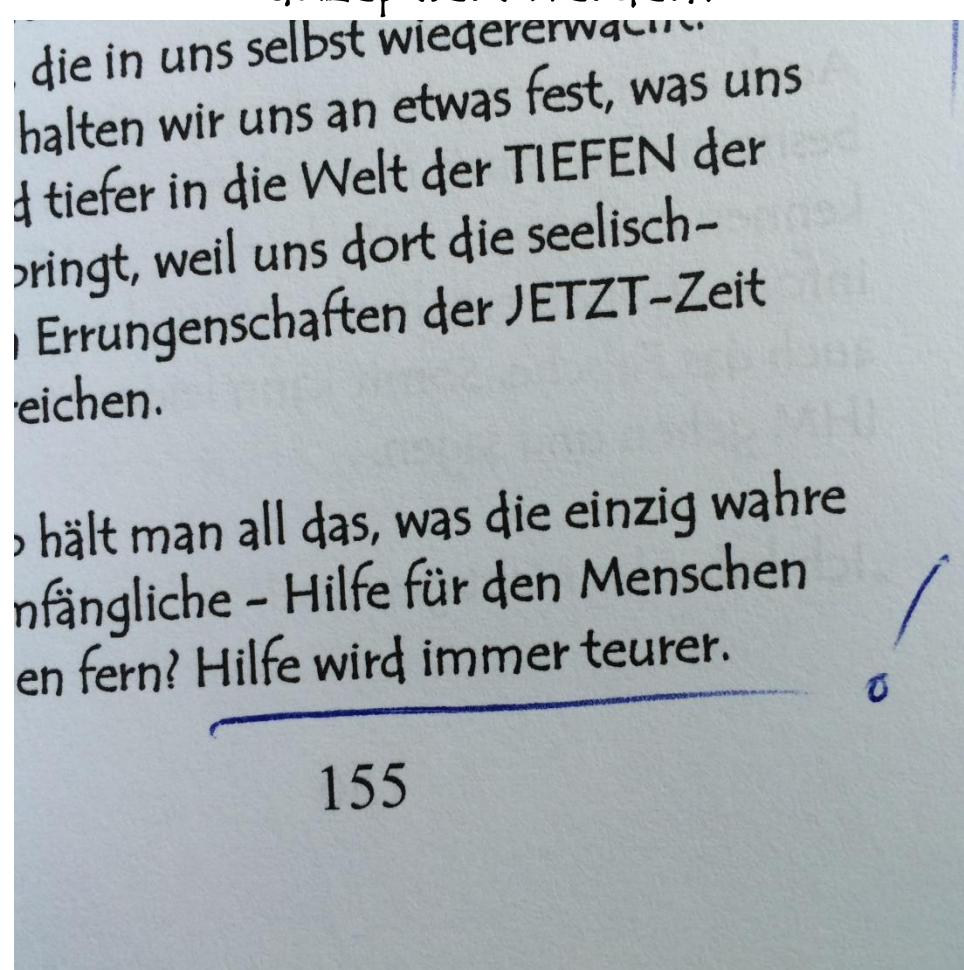 die in uns selbst wiedererwacht.
halten wir uns an etwas fest, was uns
d tiefer in die Welt der TIEFEN der
bringt, weil uns dort die seelisch-
Errungenschaften der JETZT-Zeit
eichen.
hält man all das, was die einzig wahre
nfängliche - Hilfe für den Menschen
en fern? Hilfe wird immer teurer.
!
155